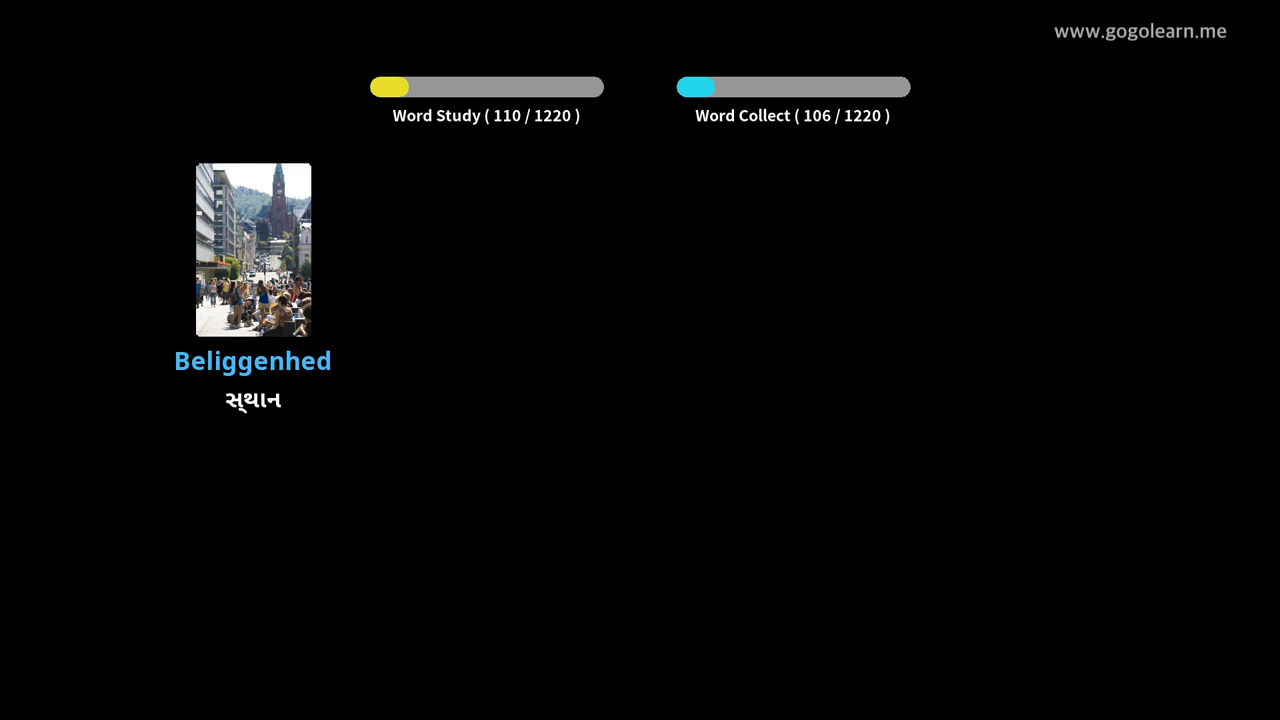 www.gogolearn.me
Word Study ( 110 / 1220 )
Word Collect ( 106 / 1220 )
Beliggenhed
સ્થાન